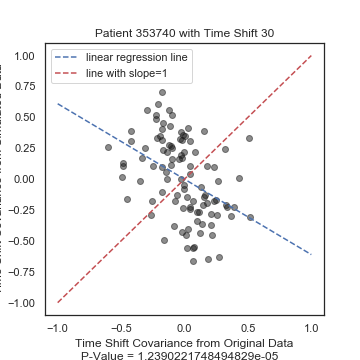 Patient 353740 with Time Shift 30
linear regression line
line with slope=1
1.00
0.75
0.50
0.25
0.00
−0.25
−0.50
−0.75
−1.00
−1.0 −0.5 0.0 0.5 1.0
Time Shift Covariance from Original Data
P-Value = 1.2390221748494829e-05